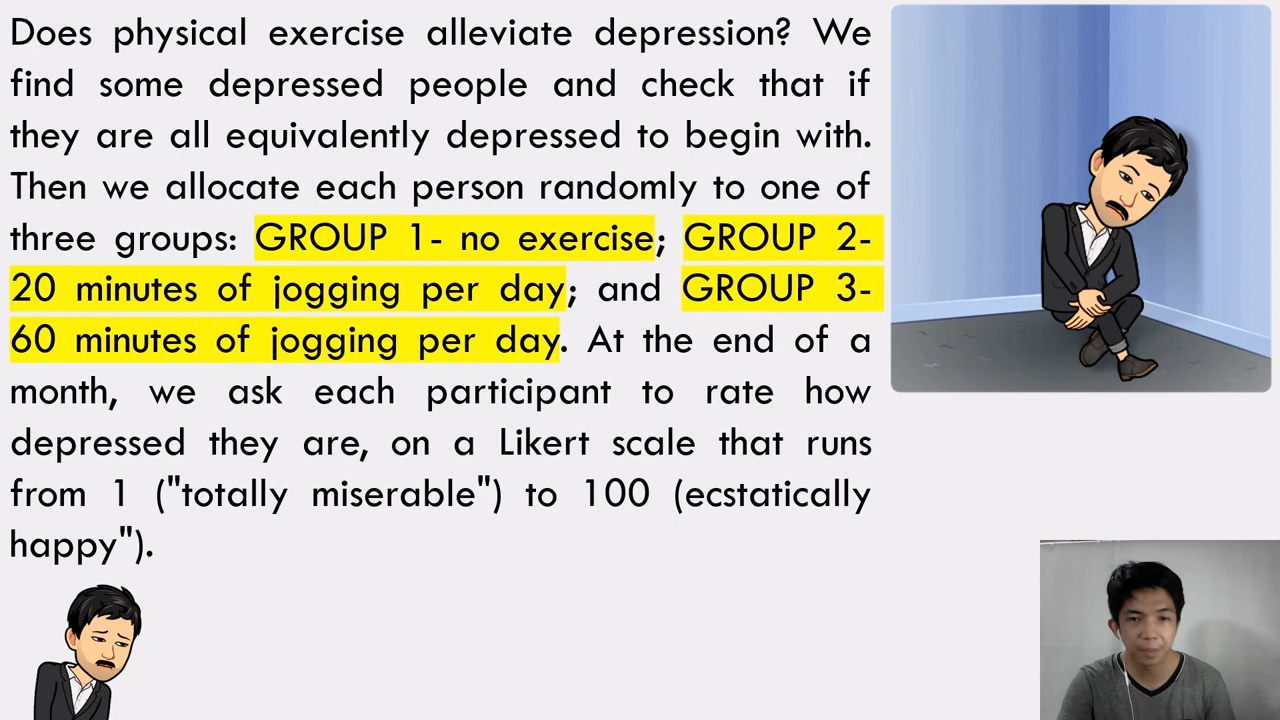 Does physical exercise alleviate depression? We
find some depressed people and check that if
they are all equivalently depressed to begin with.
Then we allocate each person randomly to one of
three groups: GROUP 1- no exercise; GROUP 2-
20 minutes of jogging per day; and GROUP 3-
60 minutes of jogging per day. At the end of a
month, we ask each participant to rate how
depressed they are, on a Likert scale that runs
from 1 ("totally miserable") to 100 (ecstatically
happy").